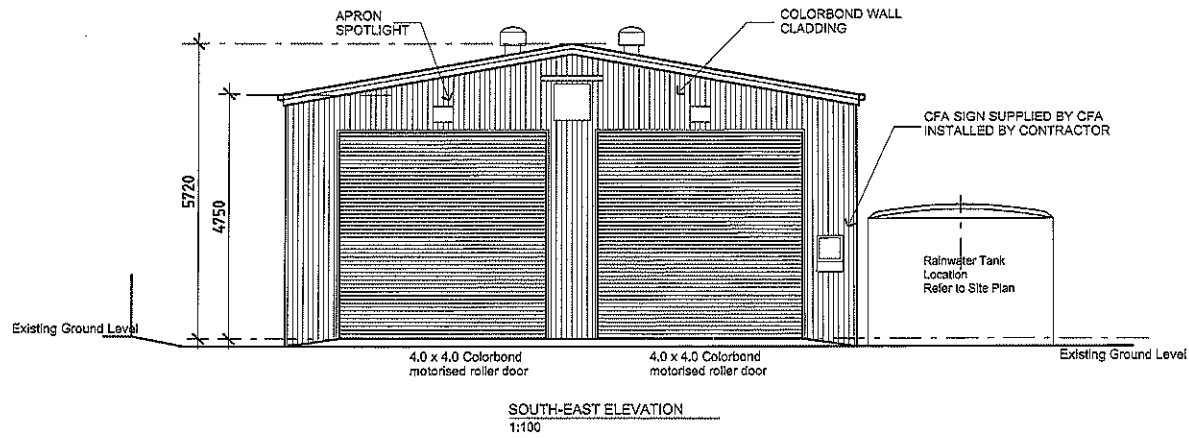 APRON
SPOTLIGHT
COLORBOND WALL
CLADDING
CFA SIGN SUPPLIED BY CFA
INSTALLED BY CONTRACTOR
5720
4750
Rainwater Tank
Location
Refer to Site Plan
Existing Ground Level
Existing Ground Level
4.0 x 4.0 Colorbond
motorised roller door
4.0 x 4.0 Colorbond
motorised roller door
SOUTH-EAST ELEVATION
1:100